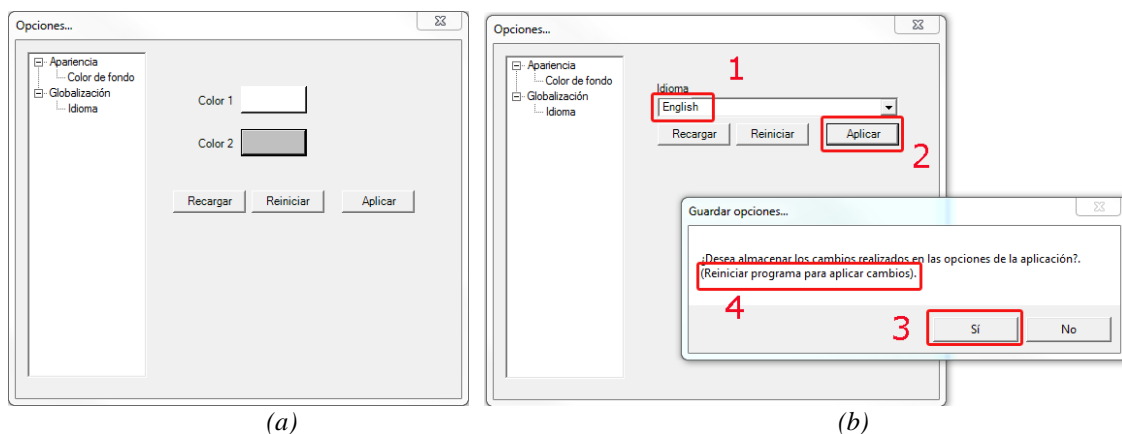 Opciones...
Apariencia
Color de fondo
Globalización
Idioma
Color 1
Color 2
Recargar Reiniciar Aplicar
(a)
Opciones...
Apariencia
Color de fondo
Globalización
Idioma
1
Idioma
English
Recargar Reiniciar Aplicar
2
Guardar opciones...
¿Desea almacenar los cambios realizados en las opciones de la aplicación?.
(Reiniciar programa para aplicar cambios).
4
3
Sí No
(b)